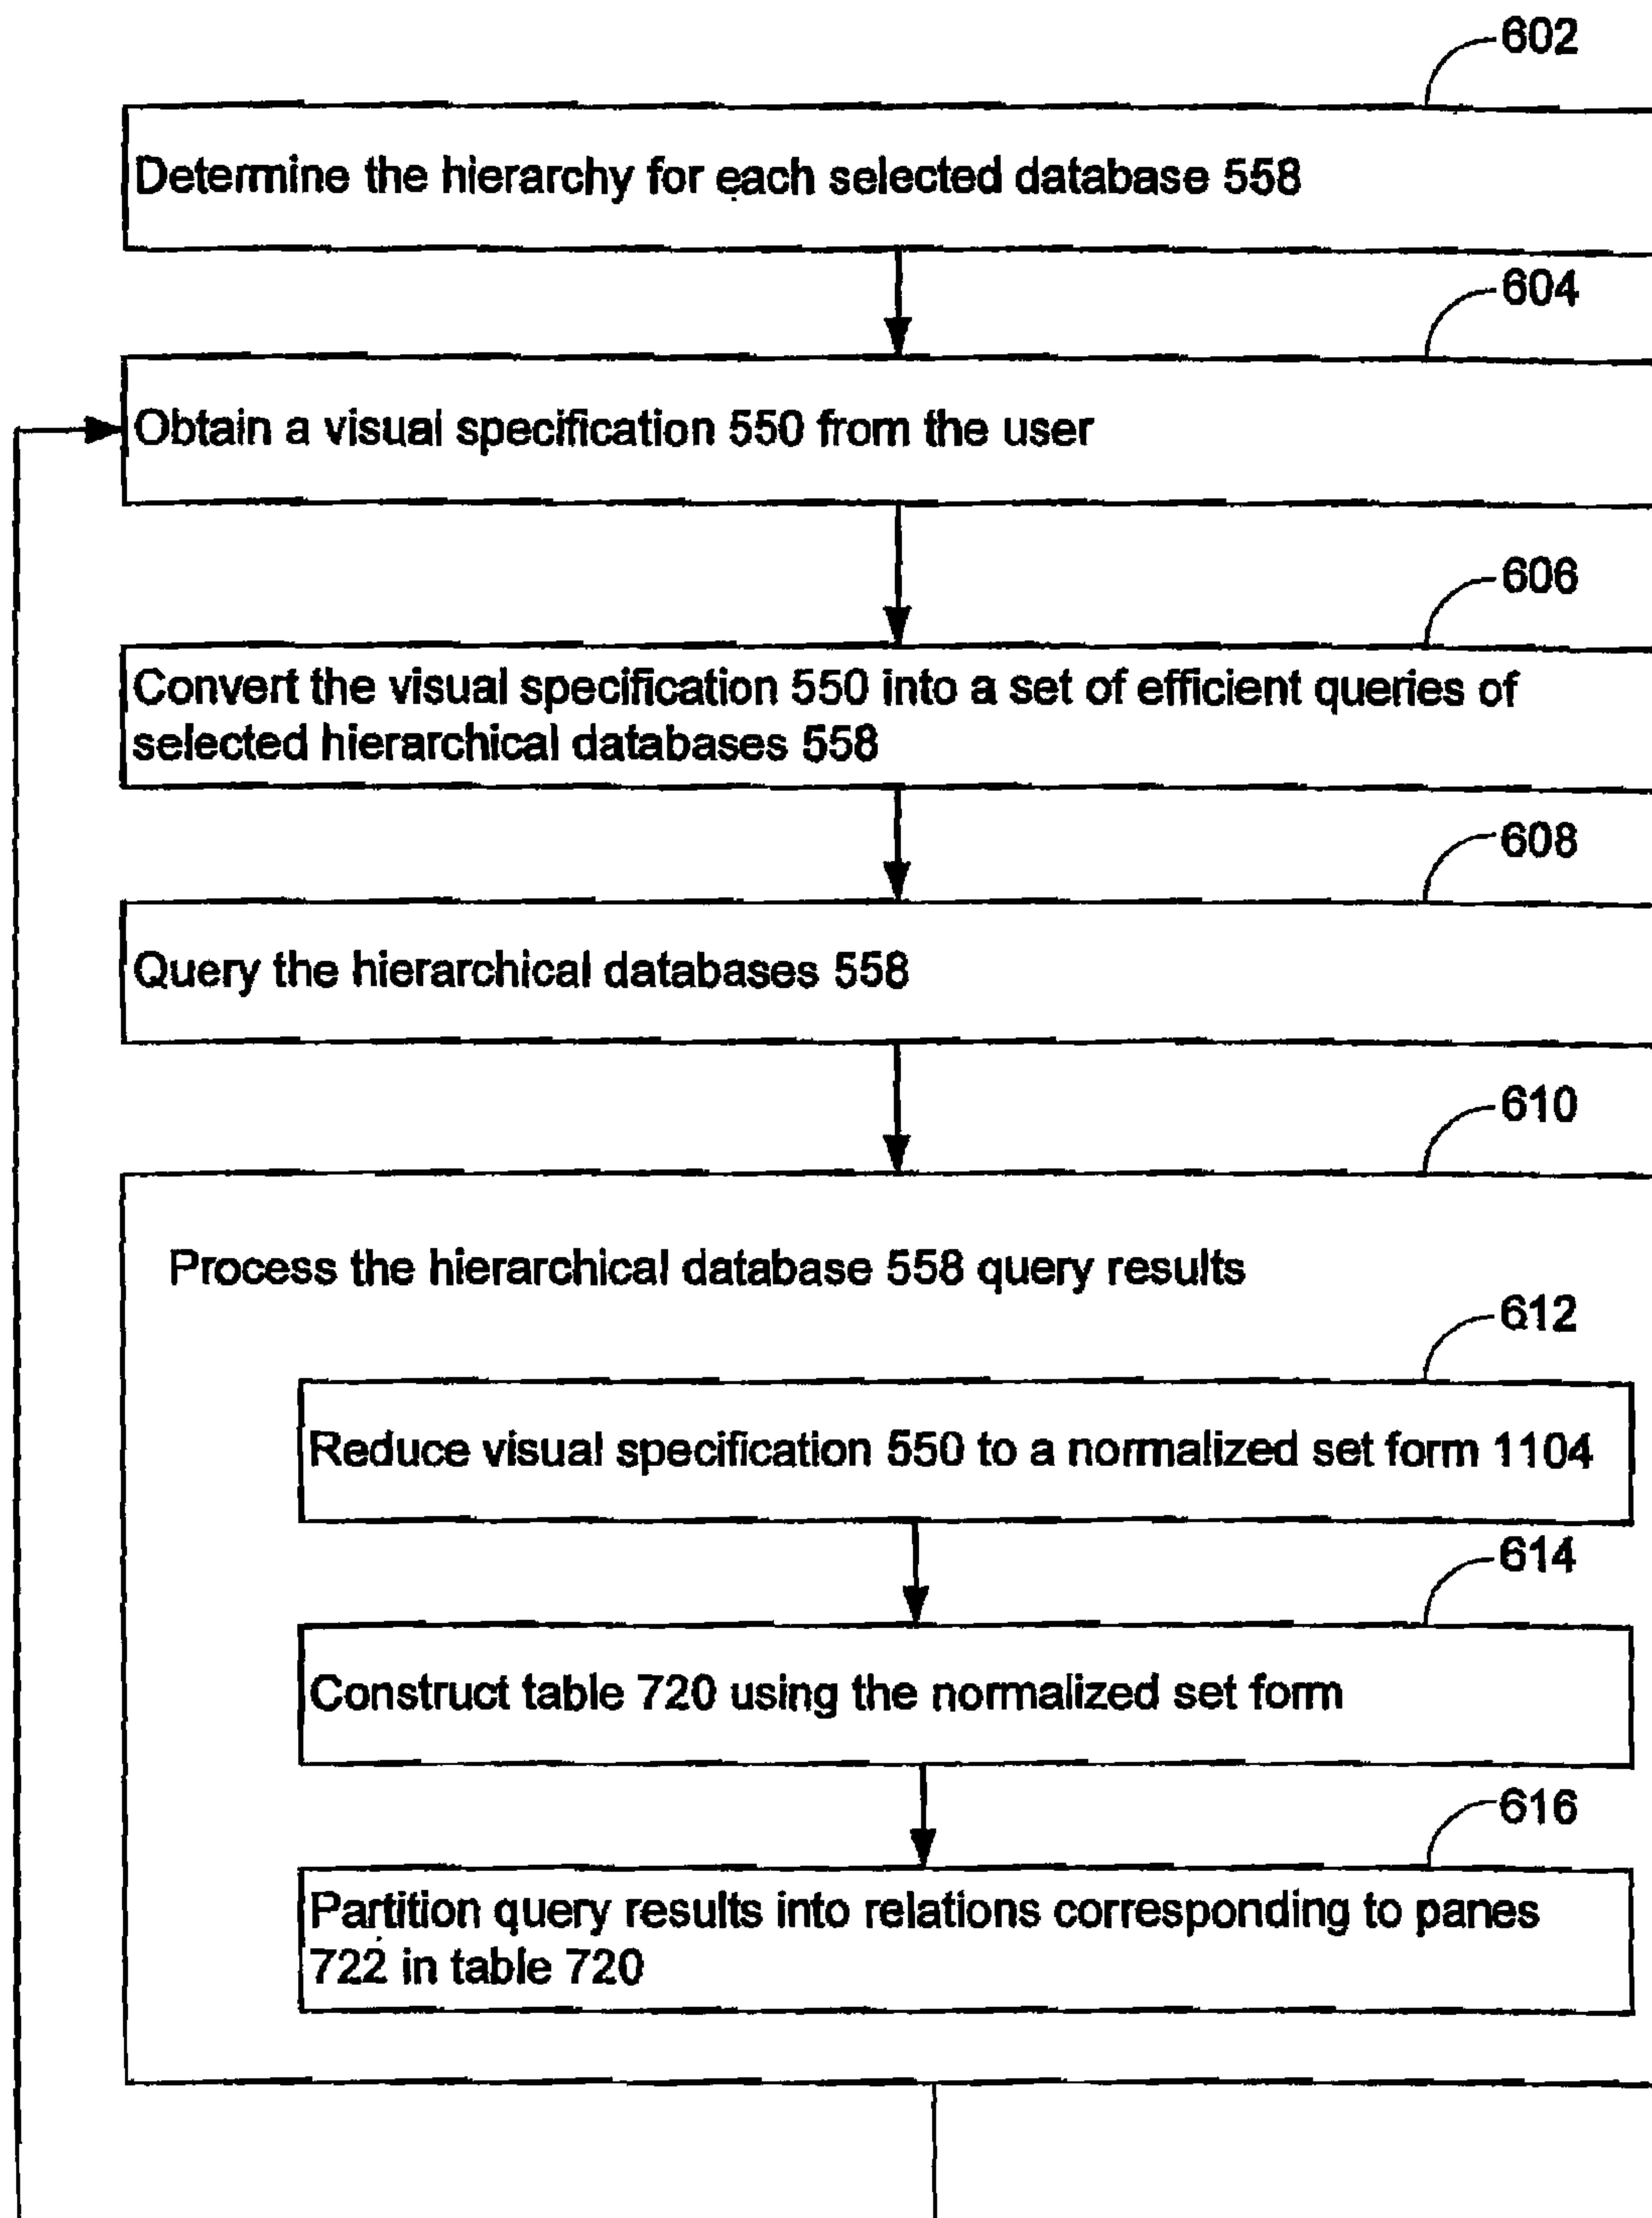 602
Determine the hierarchy for each selected database 558
604
Obtain a visual specification 550 from the user
606
Convert the visual specification 550 into a set of efficient queries of
selected hierarchical databases 558
608
Query the hierarchical databases 558
610
Process the hierarchical database 558 query results
612
Reduce visual specification 550 to a normalized set form 1104
614
Construct table 720 using the normalized set form
616
Partition query results into relations corresponding to panes
722 in table 720